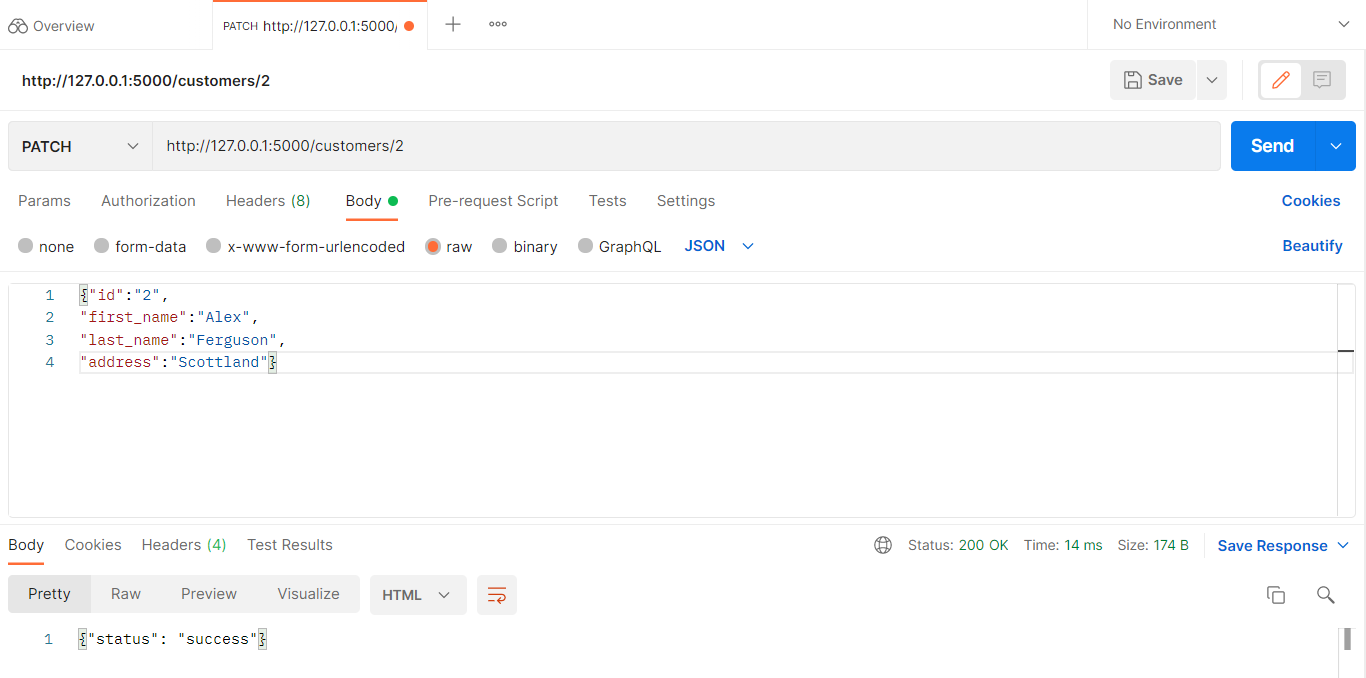 Overview
PATCH http://127.0.0.1:5000/
No Environment
http://127.0.0.1:5000/customers/2
Save
PATCH http://127.0.0.1:5000/customers/2
Send
Params Authorization Headers (8) Body Pre-request Script Tests Settings Cookies
none form-data x-www-form-urlencoded raw binary GraphQL JSON Beautify
1 {"id":"2",
2 "first_name":"Alex",
3 "last_name":"Ferguson",
4 "address":"Scottland"}
Body Cookies Headers (4) Test Results Status: 200 OK Time: 14 ms Size: 174 B Save Response
Pretty Raw Preview Visualize HTML
1 {"status": "success"}